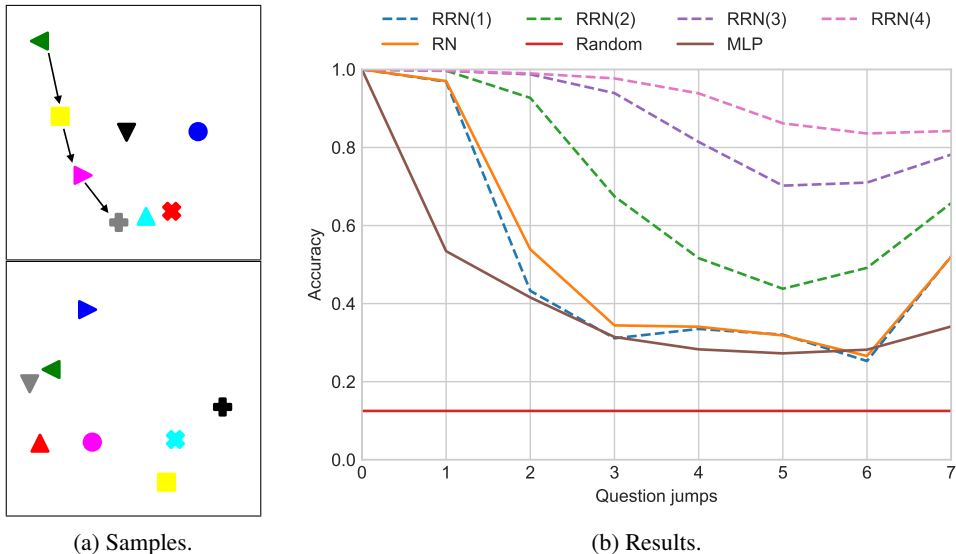 RRN(1) RRN(2) RRN(3) RRN(4)
RN Random MLP
1.0
0.8
0.6
0.4
0.2
0.0
Accuracy
0 1 2 3 4 5 6 7
Question jumps
(a) Samples. (b) Results.